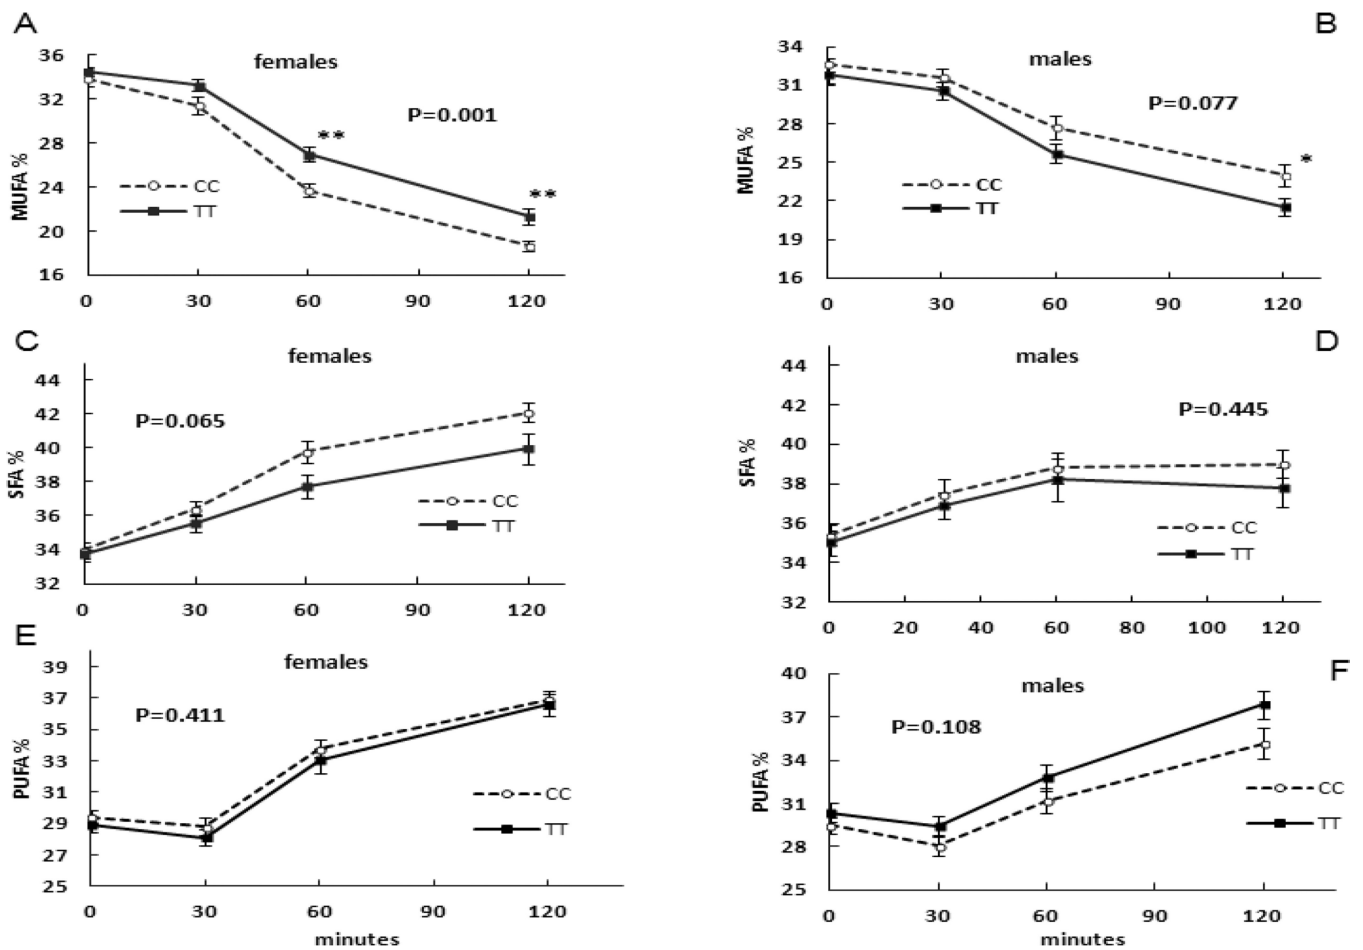 A
females
36
32
28
24
20
16
MUFA %
P=0.001
**
**
CC
TT
0 30 60 90 120
B
males
34
31
28
25
22
19
16
MUFA %
P=0.077
*
CC
TT
0 30 60 90 120
C
females
44
42
40
38
36
34
32
SFA %
P=0.065
CC
TT
0 30 60 90 120
D
males
44
42
40
38
36
34
32
SFA %
P=0.445
CC
TT
0 20 40 60 80 100 120
E
females
39
37
35
33
31
29
27
25
PUFA %
P=0.411
CC
TT
0 30 60 90 120
minutes
F
males
40
37
34
31
28
25
PUFA %
P=0.108
CC
TT
0 30 60 90 120
minutes